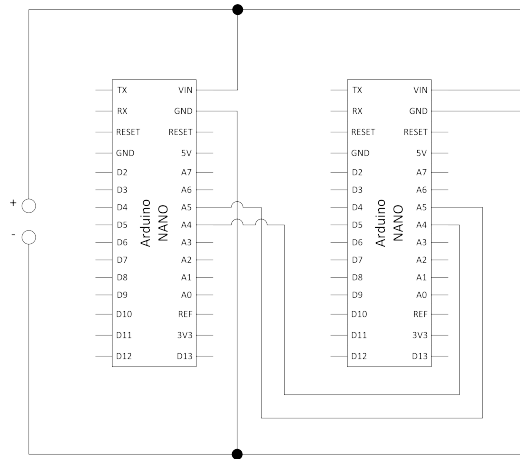 TX VIN
RX GND
RESET RESET
GND 5V
D2 A7
D3 A6
D4 A5
D5 A4
D6 A3
D7 A2
D8 A1
D9 A0
D10 REF
D11 3V3
D12 D13
Arduino
NANO
TX VIN
RX GND
RESET RESET
GND 5V
D2 A7
D3 A6
D4 A5
D5 A4
D6 A3
D7 A2
D8 A1
D9 A0
D10 REF
D11 3V3
D12 D13
Arduino
NANO
+
-